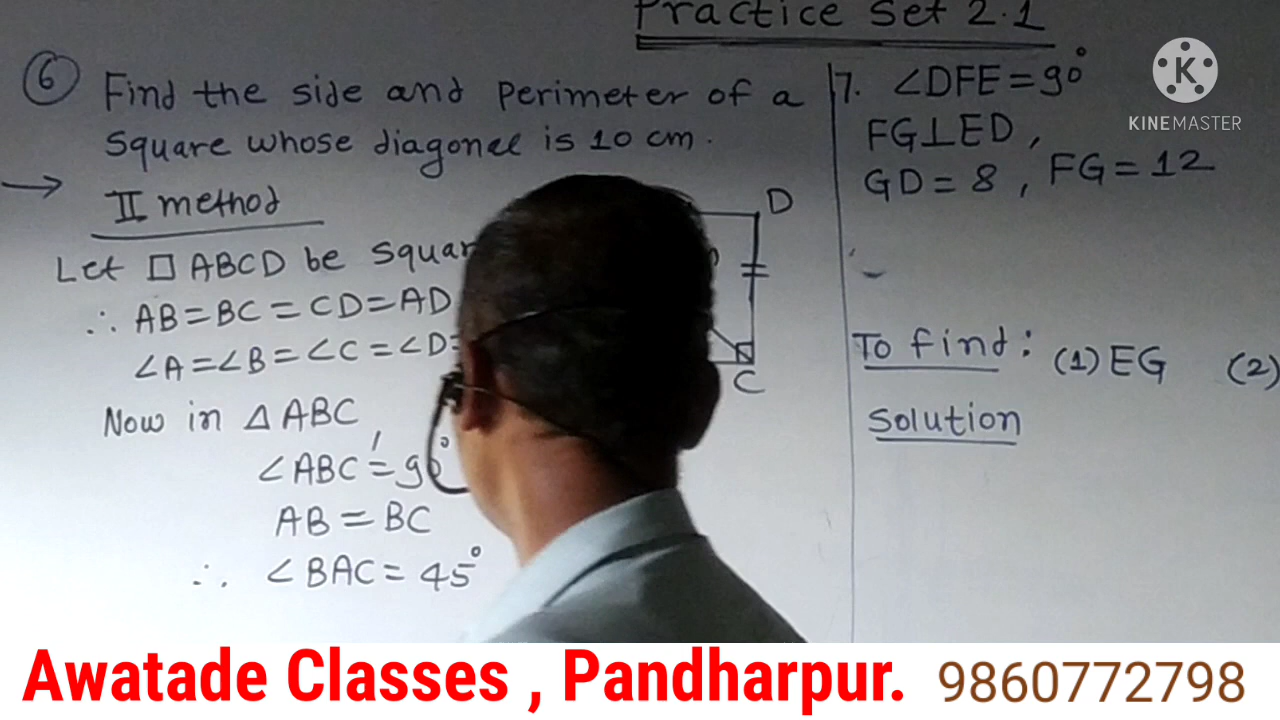 Practice Set 2.1
6 Find the side and perimeter of a
square whose diagonal is 10 cm.
→ II method
Let □ ABCD be squar
∴ AB = BC = CD = AD
∠A = ∠B = ∠C = ∠D =
Now in △ ABC,
∠ABC = 90°
AB = BC
∴ ∠BAC = 45°
D
C
7. ∠DFE = 90°
FG⊥ED,
GD = 8, FG = 12
To find: (1) EG (2)
Solution
KINEMASTER
Awatade Classes , Pandharpur. 9860772798